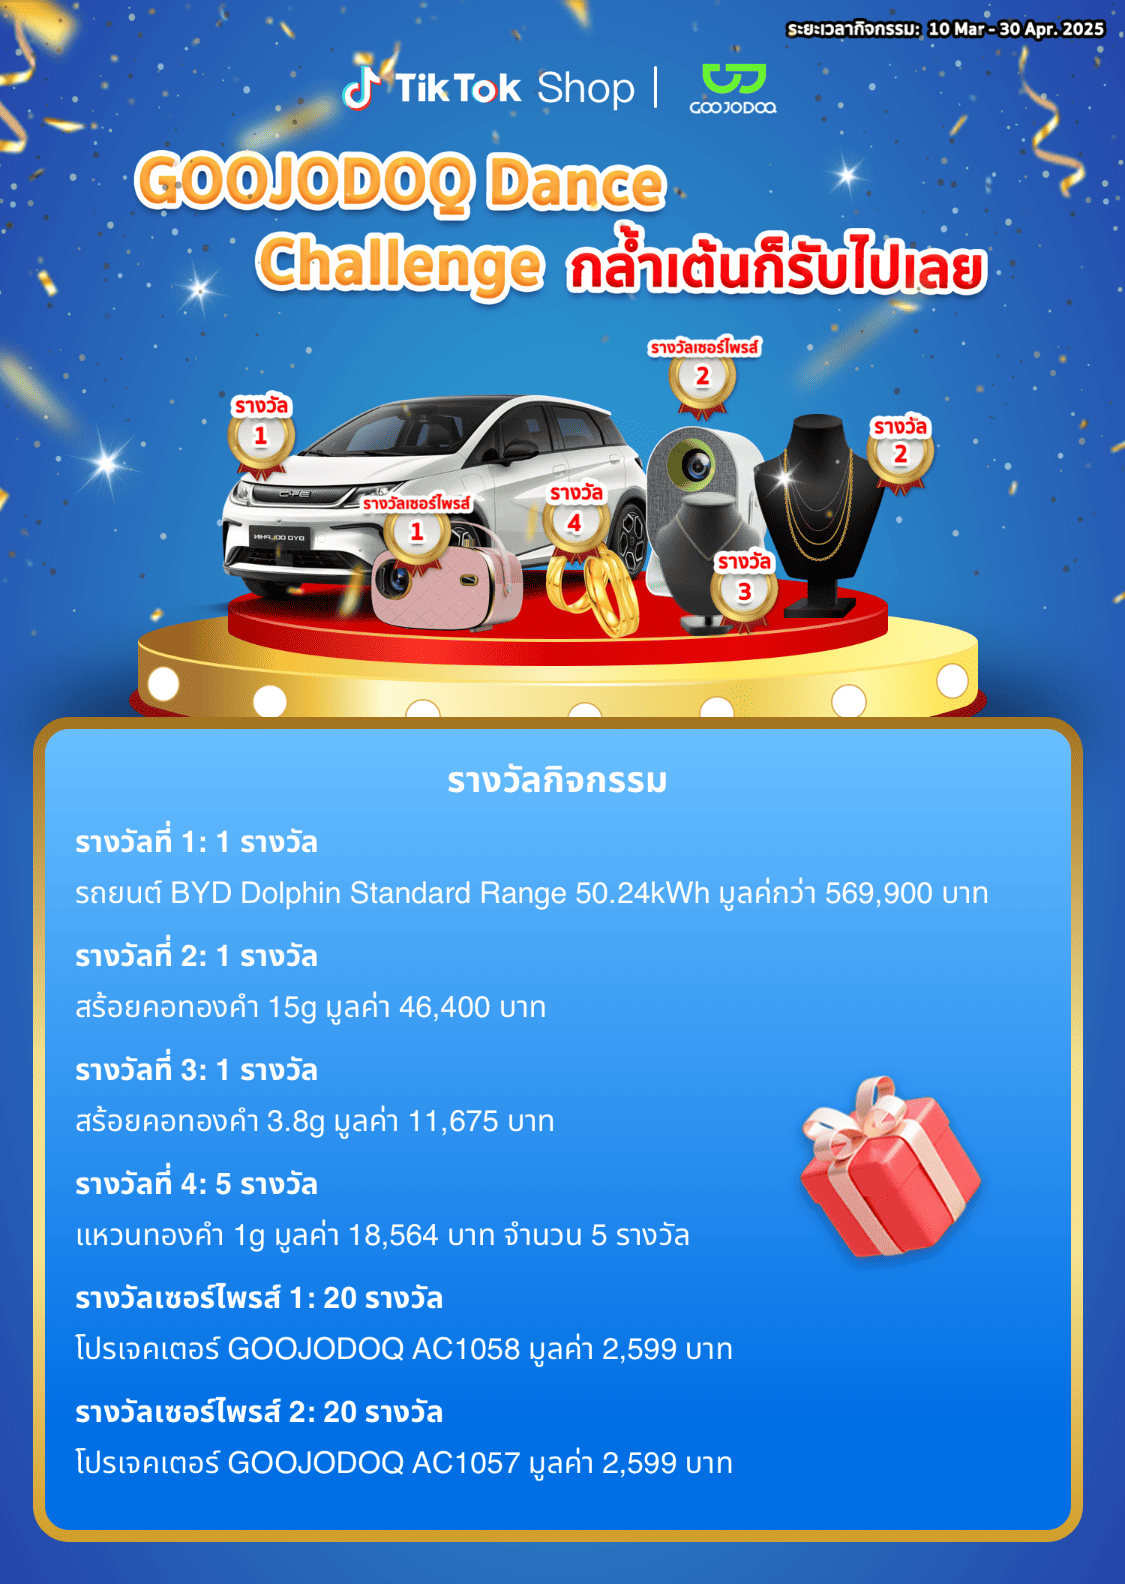 ระยะเวลากิจกรรม: 10 Mar - 30 Apr. 2025
TikTok Shop | GOOJODOQ
GOOJODOQ Dance
Challenge กล้ำเต้นก็รับไปเลย
รางวัลเซอร์ไพรส์
2
รางวัล
1
รางวัล
2
รางวัลเซอร์ไพรส์
1
รางวัล
4
รางวัล
3
BYD DOLPHIN
รางวัลกิจกรรม
รางวัลที่ 1: 1 รางวัล
รถยนต์ BYD Dolphin Standard Range 50.24kWh มูลค่กว่า 569,900 บาท
รางวัลที่ 2: 1 รางวัล
สร้อยคอทองคำ 15g มูลค่า 46,400 บาท
รางวัลที่ 3: 1 รางวัล
สร้อยคอทองคำ 3.8g มูลค่า 11,675 บาท
รางวัลที่ 4: 5 รางวัล
แหวนทองคำ 1g มูลค่า 18,564 บาท จำนวน 5 รางวัล
รางวัลเซอร์ไพรส์ 1: 20 รางวัล
โปรเจคเตอร์ GOOJODOQ AC1058 มูลค่า 2,599 บาท
รางวัลเซอร์ไพรส์ 2: 20 รางวัล
โปรเจคเตอร์ GOOJODOQ AC1057 มูลค่า 2,599 บาท